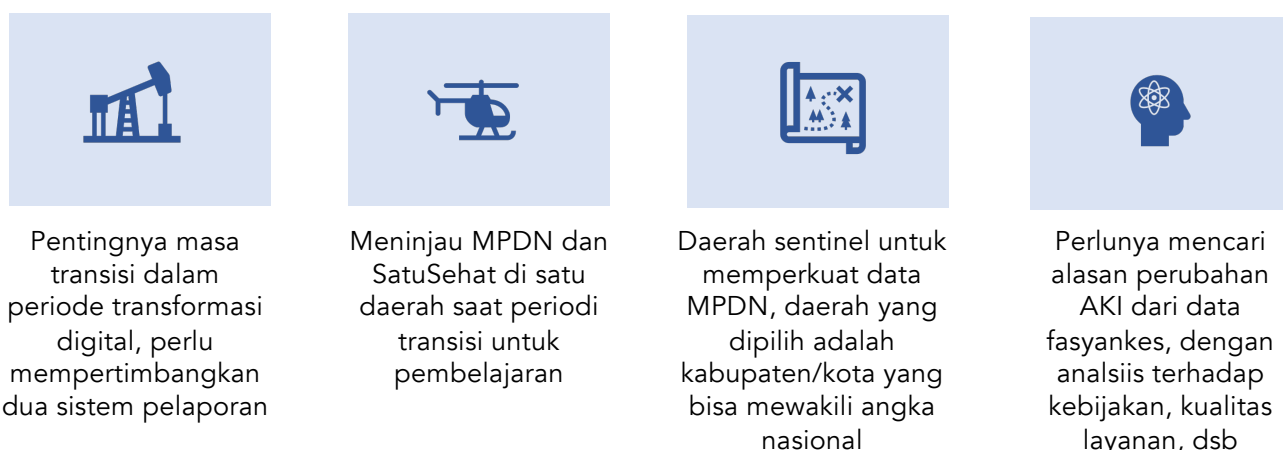 Pentingnya masa
transisi dalam
periode transformasi
digital, perlu
mempertimbangkan
dua sistem pelaporan
Meninjau MPDN dan
SatuSehat di satu
daerah saat periodi
transisi untuk
pembelajaran
Daerah sentinel untuk
memperkuat data
MPDN, daerah yang
dipilih adalah
kabupaten/kota yang
bisa mewakili angka
nasional
Perlunya mencari
alasan perubahan
AKI dari data
fasyankes, dengan
analsiis terhadap
kebijakan, kualitas
layanan, dsb